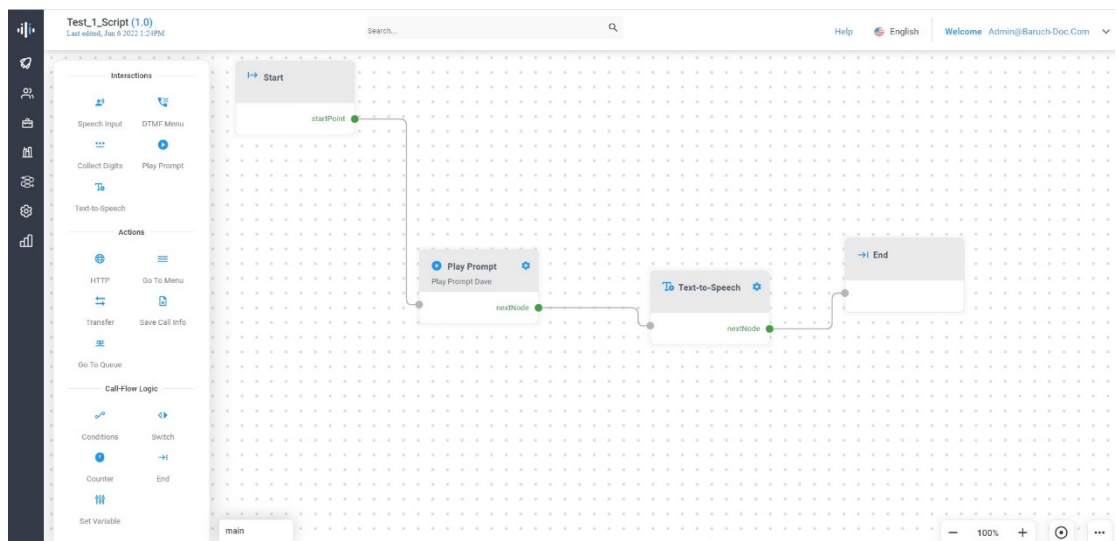 Test_1_Script (1.0)
Last edited, Jun 6 2022 1:24PM
Search...
Help
English
Welcome Admin@Baruch-Doc.Com
Interactions
Speech Input DTMF Menu
Collect Digits Play Prompt
Text-to-Speech
Actions
HTTP Go To Menu
Transfer Save Call Info
Go To Queue
Call-Flow Logic
Conditions Switch
Counter End
Set Variable
Start
startPoint
Play Prompt
Play Prompt Dave
nextNode
Text-to-Speech
nextNode
End
main
100%